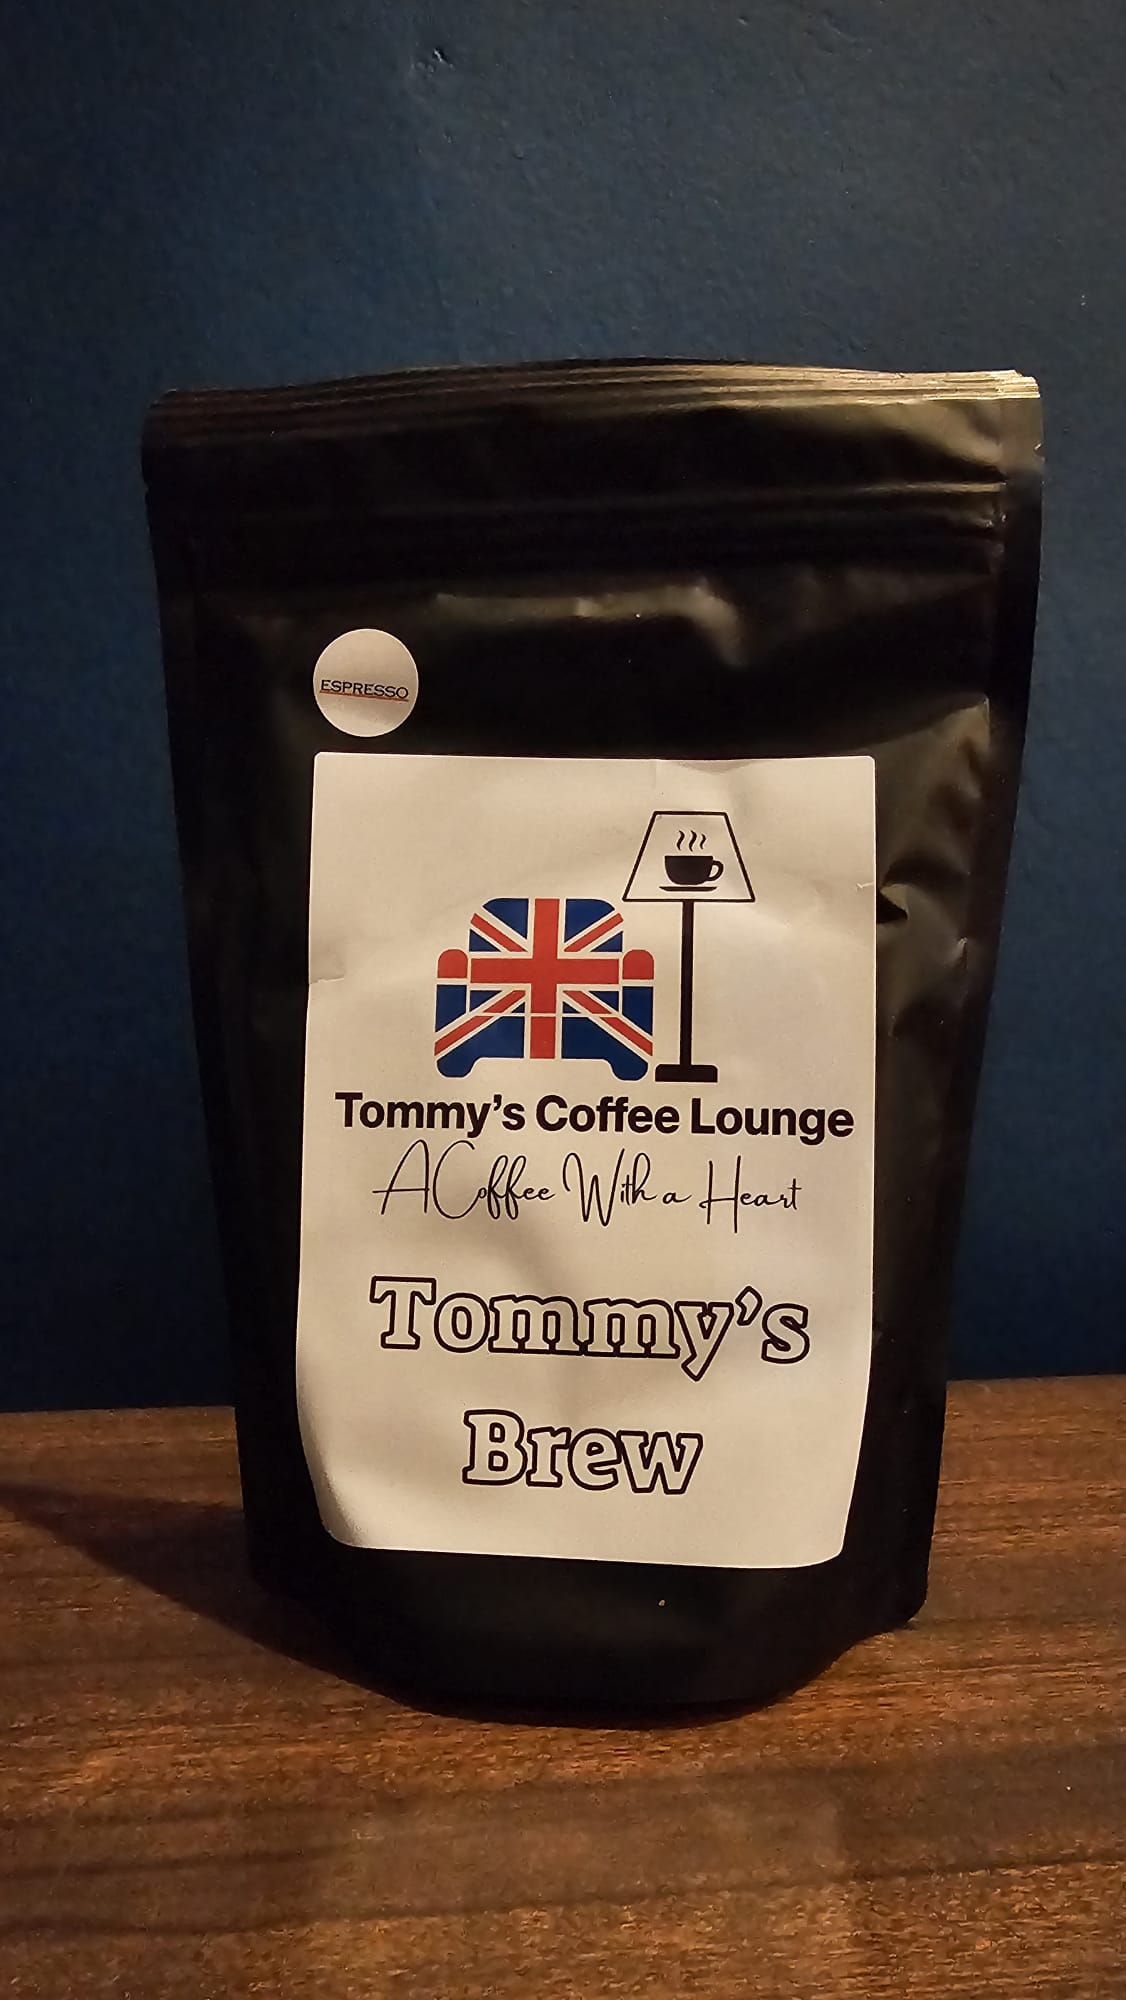 ESPRESSO
Tommy's Coffee Lounge
A Coffee With a Heart
Tommy's
Brew